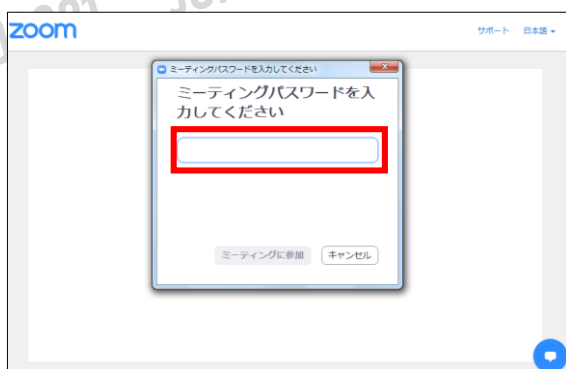 zoom
サポート 日本語
ミーティングパスワードを入力してください
ミーティングパスワードを入
力してください
ミーティングに参加 キャンセル